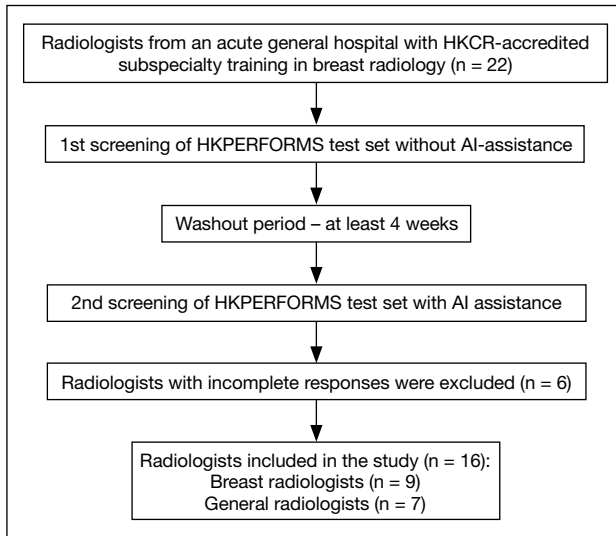 Radiologists from an acute general hospital with HKCR-accredited
subspecialty training in breast radiology (n = 22)
1st screening of HKPERFORMS test set without AI-assistance
Washout period – at least 4 weeks
2nd screening of HKPERFORMS test set with AI assistance
Radiologists with incomplete responses were excluded (n = 6)
Radiologists included in the study (n = 16):
Breast radiologists (n = 9)
General radiologists (n = 7)